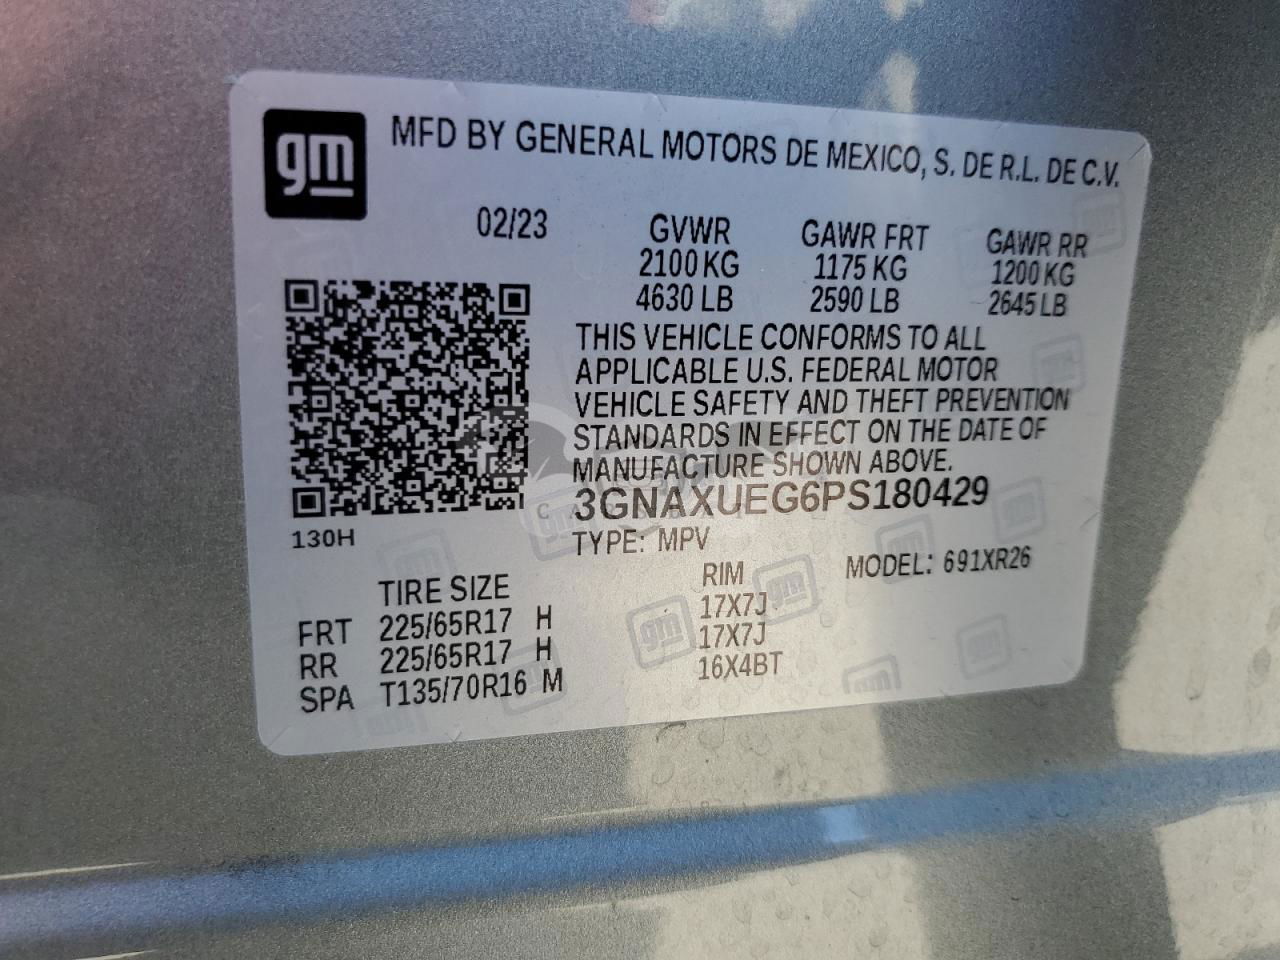 gm
MFD BY GENERAL MOTORS DE MEXICO, S. DE R.L. DE C.V.
02/23 GVWR GAWR FRT GAWR RR
2100 KG 1175 KG 1200 KG
4630 LB 2590 LB 2645 LB
THIS VEHICLE CONFORMS TO ALL
APPLICABLE U.S. FEDERAL MOTOR
VEHICLE SAFETY AND THEFT PREVENTION
STANDARDS IN EFFECT ON THE DATE OF
MANUFACTURE SHOWN ABOVE.
3GNAXUEG6PS180429
130H TYPE: MPV MODEL: 691XR26
TIRE SIZE RIM
FRT 225/65R17 H 17X7J
RR 225/65R17 H 17X7J
SPA T135/70R16 M 16X4BT